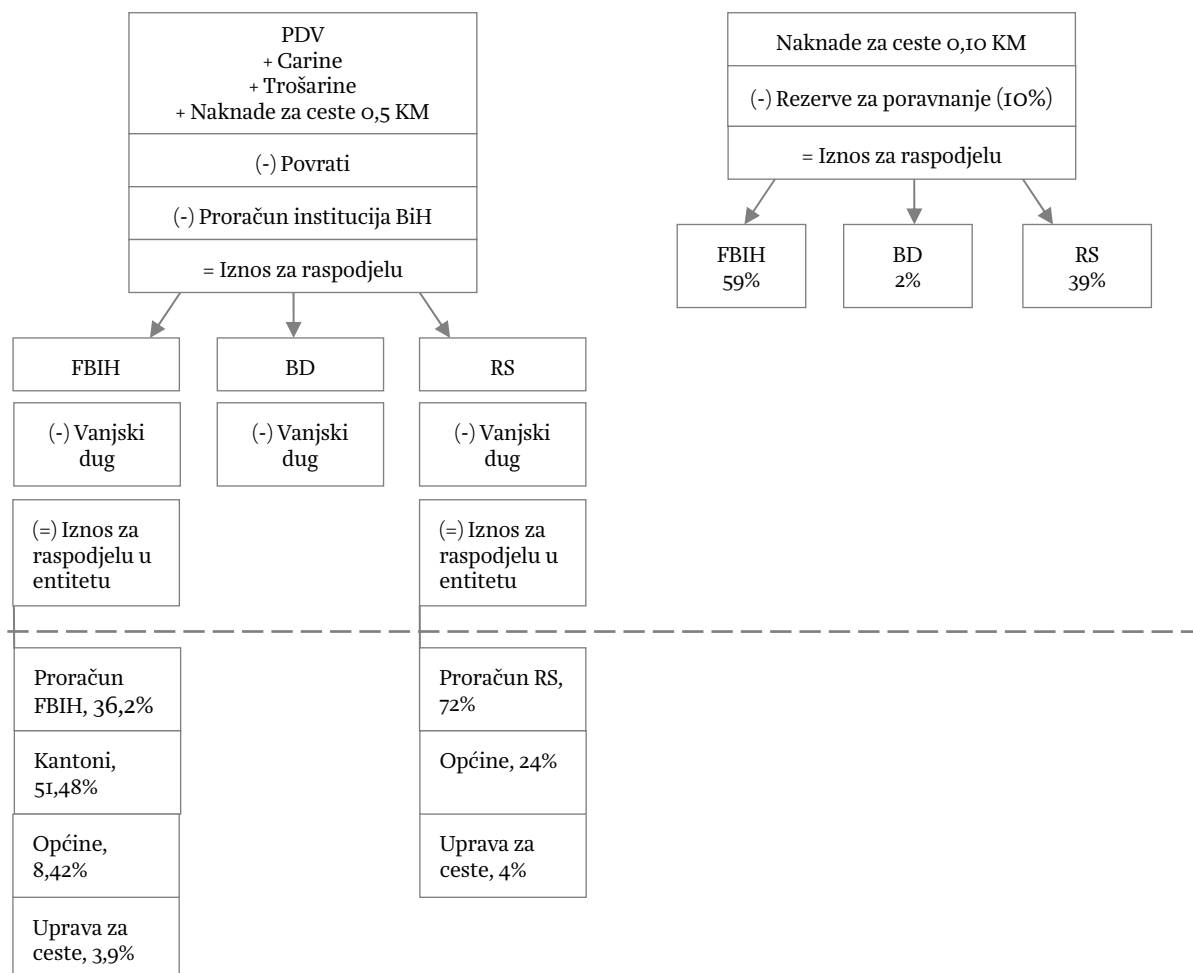 PDV
+ Carine
+ Trošarine
+ Naknade za ceste 0,5 KM
(-) Povrati
(-) Proračun institucija BiH
= Iznos za raspodjelu
Naknade za ceste 0,10 KM
(-) Rezerve za poravnanje (10%)
= Iznos za raspodjelu
FBIH
59%
BD
2%
RS
39%
FBIH
BD
RS
(-) Vanjski
dug
(-) Vanjski
dug
(-) Vanjski
dug
(=) Iznos za
raspodjelu u
entitetu
(=) Iznos za
raspodjelu u
entitetu
Proračun
FBIH, 36,2%
Kantoni,
51,48%
Općine,
8,42%
Uprava za
ceste, 3,9%
Proračun RS,
72%
Općine, 24%
Uprava za
ceste, 4%